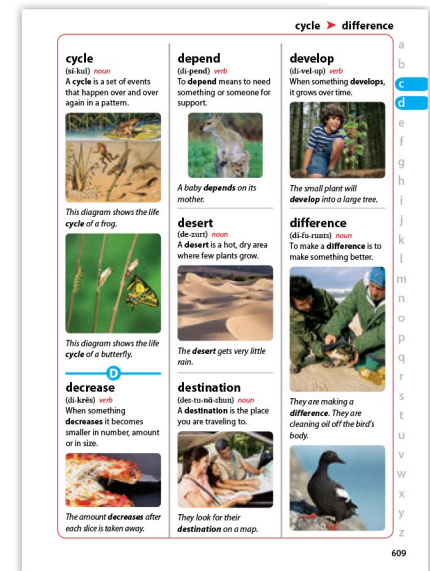 cycle ➤ difference
cycle
(sī-kul) noun
A cycle is a set of events
that happen over and over
again in a pattern.
This diagram shows the life
cycle of a frog.
This diagram shows the life
cycle of a butterfly.
D
decrease
(di-krēs) verb
When something
decreases it becomes
smaller in number, amount
or in size.
The amount decreases after
each slice is taken away.
depend
(di-pend) verb
To depend means to need
something or someone for
support.
A baby depends on its
mother.
desert
(de-zurt) noun
A desert is a hot, dry area
where few plants grow.
The desert gets very little
rain.
destination
(des-tu-nā-shun) noun
A destination is the place
you are traveling to.
They look for their
destination on a map.
develop
(di-vel-up) verb
When something develops,
it grows over time.
The small plant will
develop into a large tree.
difference
(di-fu-runts) noun
To make a difference is to
make something better.
They are making a
difference. They are
cleaning oil off the bird's
body.
a
b
c
d
e
f
g
h
i
j
k
l
m
n
o
p
q
r
s
t
u
v
w
x
y
z
609